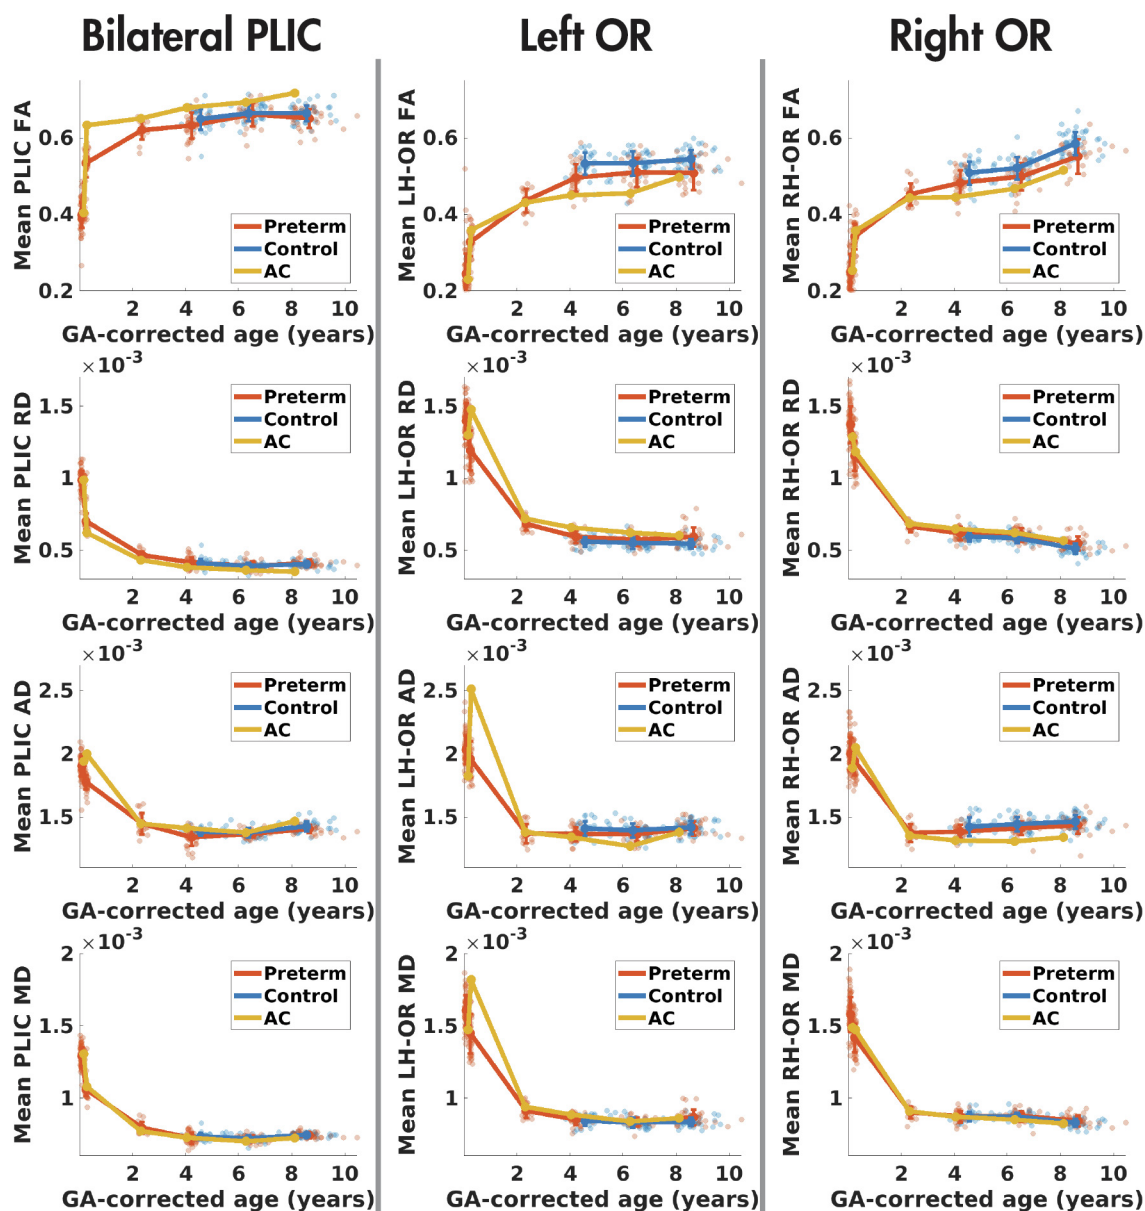 Bilateral PLIC Left OR Right OR
Mean PLIC FA
0.6
0.4
0.2
Preterm
Control
AC
2 4 6 8 10
GA-corrected age (years)
Mean LH-OR FA
0.6
0.4
0.2
Preterm
Control
AC
2 4 6 8 10
GA-corrected age (years)
Mean RH-OR FA
0.6
0.4
0.2
Preterm
Control
AC
2 4 6 8 10
GA-corrected age (years)
×10-3
Mean PLIC RD
1.5
1
0.5
Preterm
Control
AC
2 4 6 8 10
GA-corrected age (years)
×10-3
Mean LH-OR RD
1.5
1
0.5
Preterm
Control
AC
2 4 6 8 10
GA-corrected age (years)
×10-3
Mean RH-OR RD
1.5
1
0.5
Preterm
Control
AC
2 4 6 8 10
GA-corrected age (years)
×10-3
Mean PLIC AD
2.5
2
1.5
Preterm
Control
AC
2 4 6 8 10
GA-corrected age (years)
×10-3
Mean LH-OR AD
2.5
2
1.5
Preterm
Control
AC
2 4 6 8 10
GA-corrected age (years)
×10-3
Mean RH-OR AD
2.5
2
1.5
Preterm
Control
AC
2 4 6 8 10
GA-corrected age (years)
×10-3
Mean PLIC MD
2
1.5
1
Preterm
Control
AC
2 4 6 8 10
GA-corrected age (years)
×10-3
Mean LH-OR MD
2
1.5
1
Preterm
Control
AC
2 4 6 8 10
GA-corrected age (years)
×10-3
Mean RH-OR MD
2
1.5
1
Preterm
Control
AC
2 4 6 8 10
GA-corrected age (years)